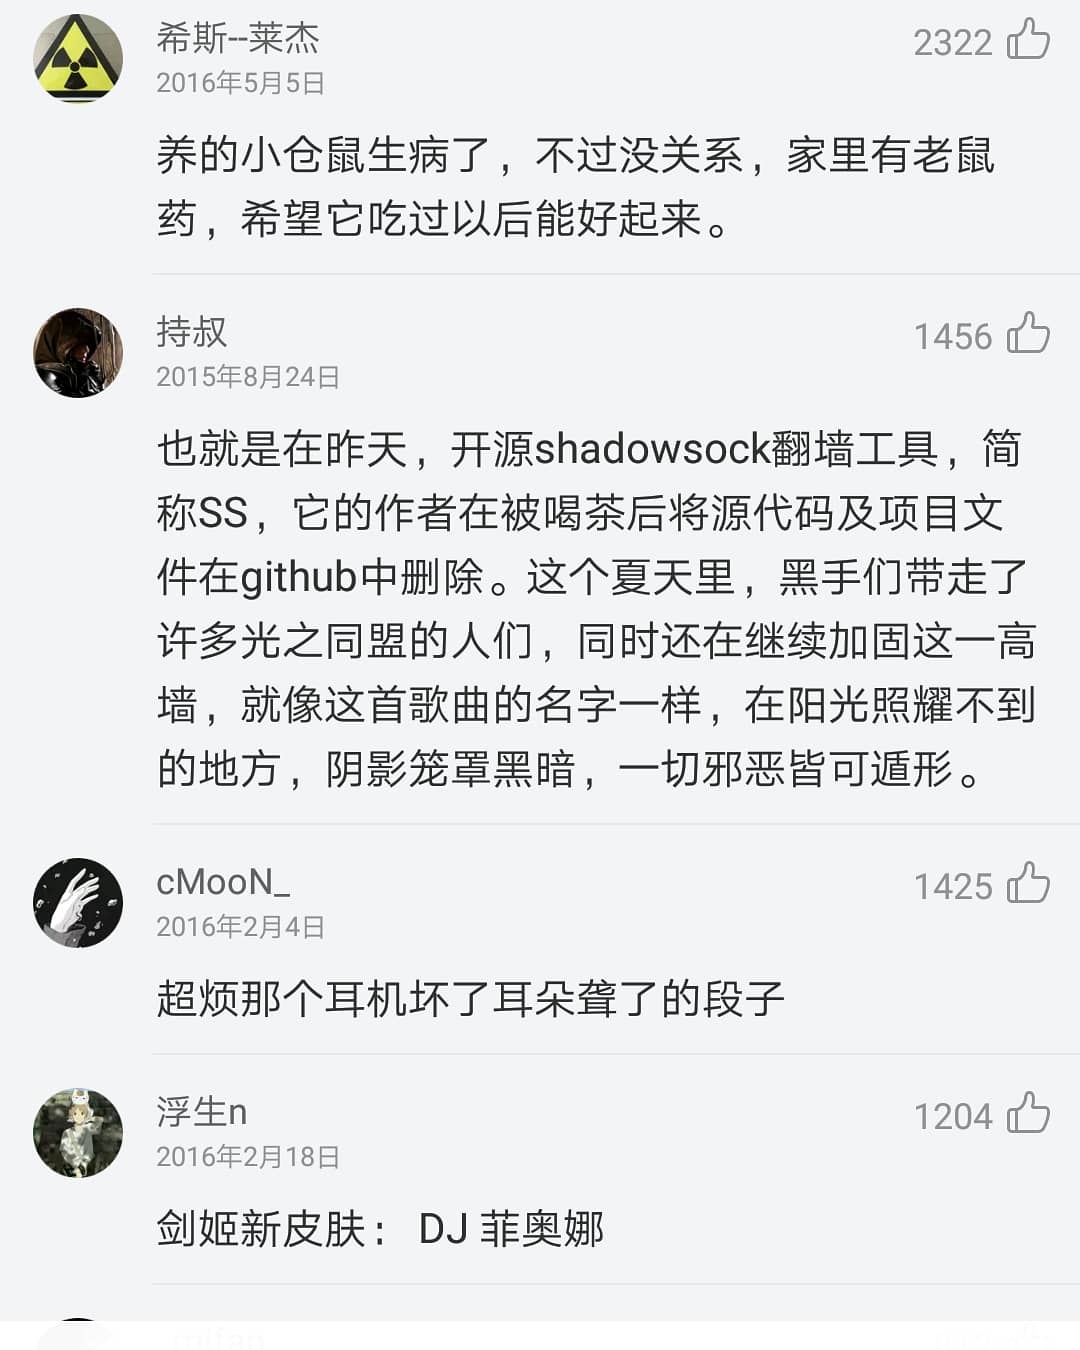 希斯--莱杰
2322
2016年5月5日
养的小仓鼠生病了，不过没关系，家里有老鼠
药，希望它吃过以后能好起来。
持叔
1456
2015年8月24日
也就是在昨天，开源shadowsock翻墙工具，简
称SS，它的作者在被喝茶后将源代码及项目文
件在github中删除。这个夏天里，黑手们带走了
许多光之同盟的人们，同时还在继续加固这一高
墙，就像这首歌曲的名字一样，在阳光照耀不到
的地方，阴影笼罩黑暗，一切邪恶皆可遁形。
cMooN_
1425
2016年2月4日
超烦那个耳机坏了耳朵聋了的段子
浮生n
1204
2016年2月18日
剑姬新皮肤： DJ 菲奥娜